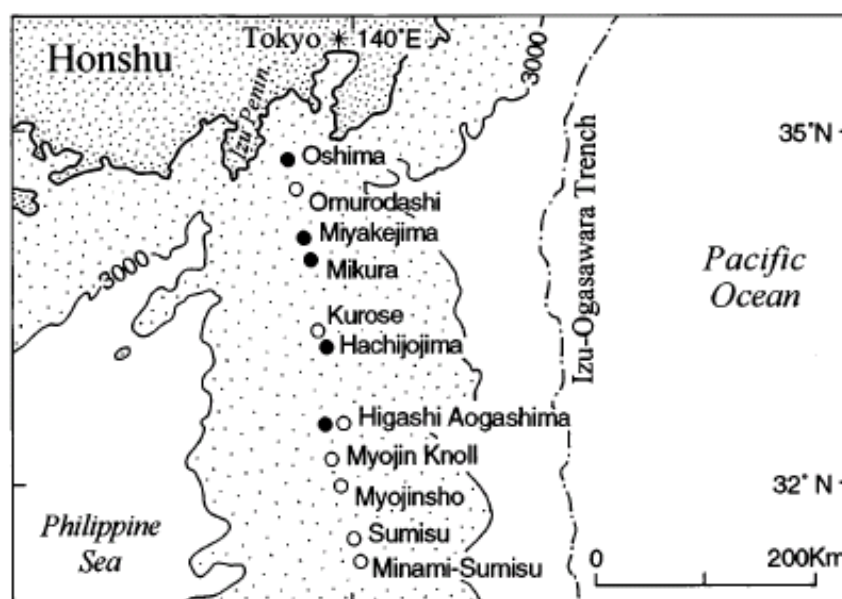 Tokyo 140°E
Honshu
3000
Izu Penin.
35°N
Oshima
Omurodashi
Miyakejima
Mikura
3000
Izu-Ogasawara Trench
Pacific
Ocean
Kurose
Hachijojima
Higashi Aogashima
Myojin Knoll
Myojinsho
32°N
Philippine
Sea
Sumisu
Minami-Sumisu
0 200Km